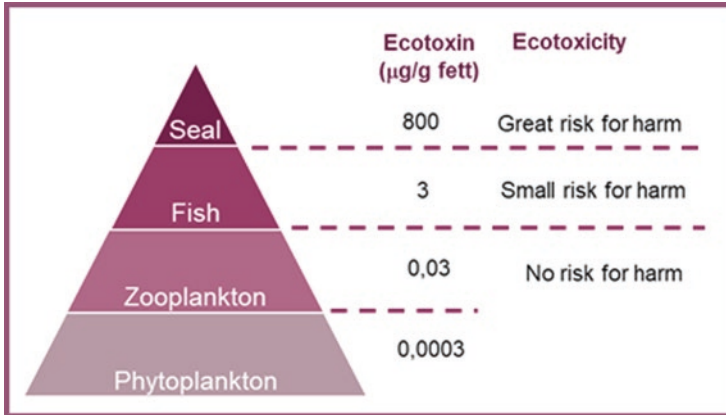 Ecotoxin Ecotoxicity
(µg/g fett)
Seal 800 Great risk for harm
Fish 3 Small risk for harm
Zooplankton 0,03 No risk for harm
Phytoplankton 0,0003